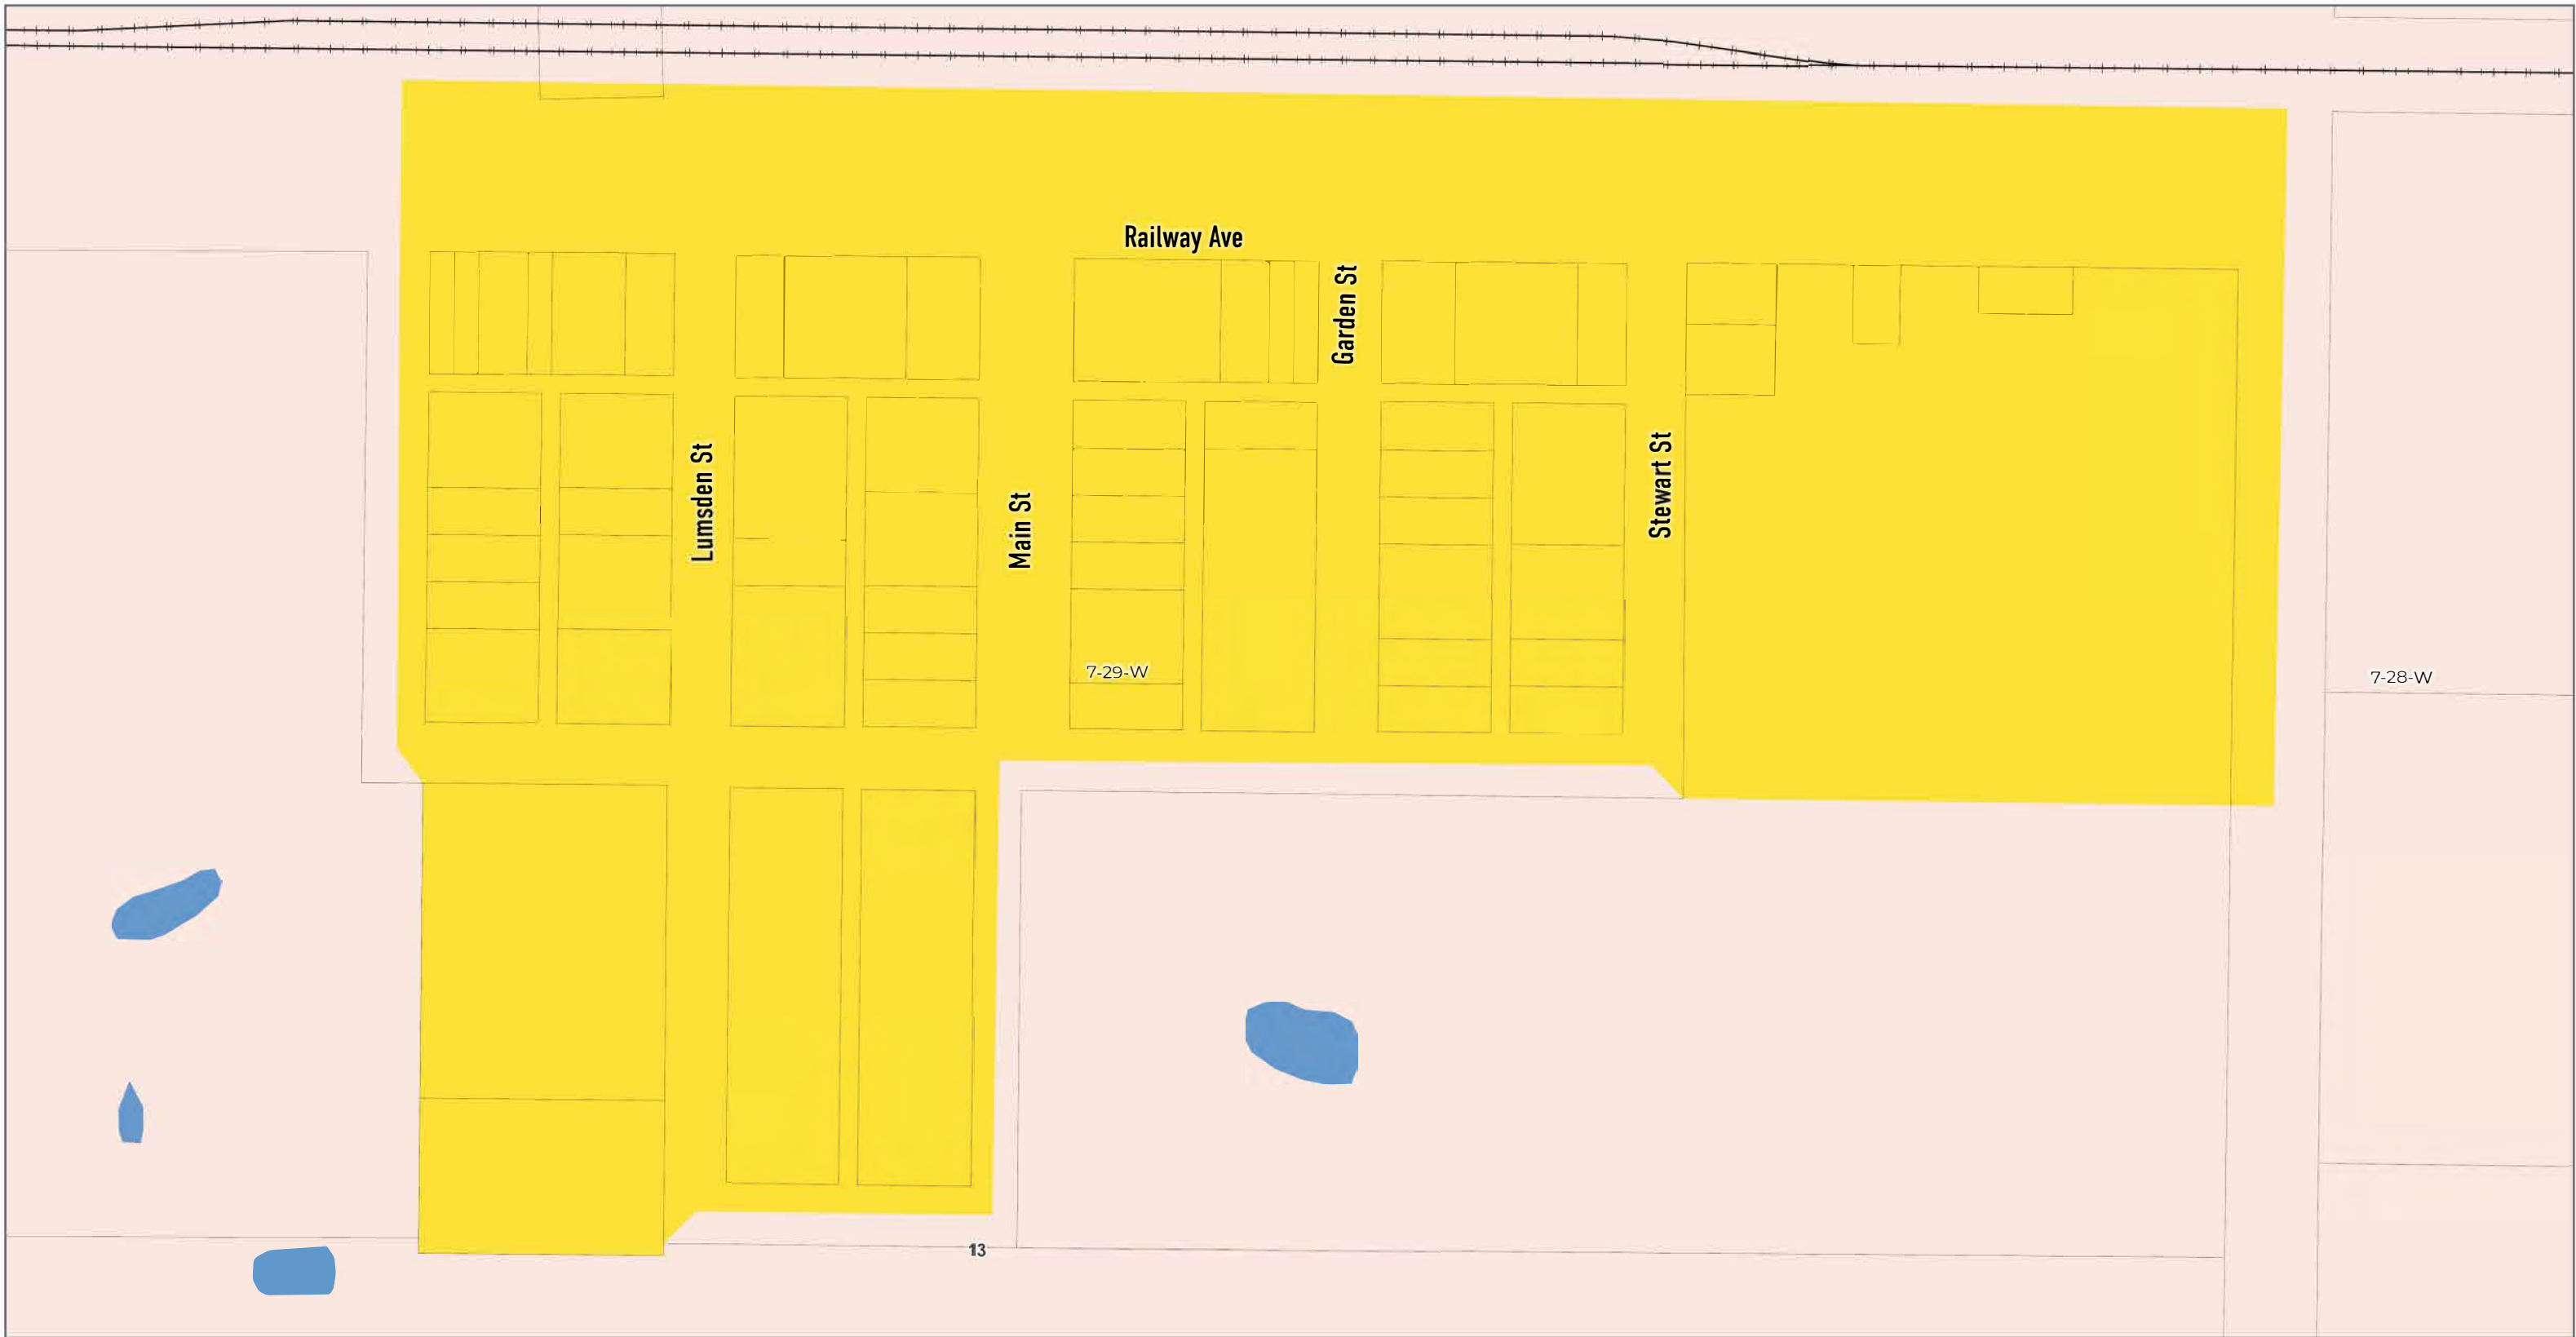 Railway Ave
Garden St
Lumsden St
Main St
Stewart St
7-29-W
7-28-W
13